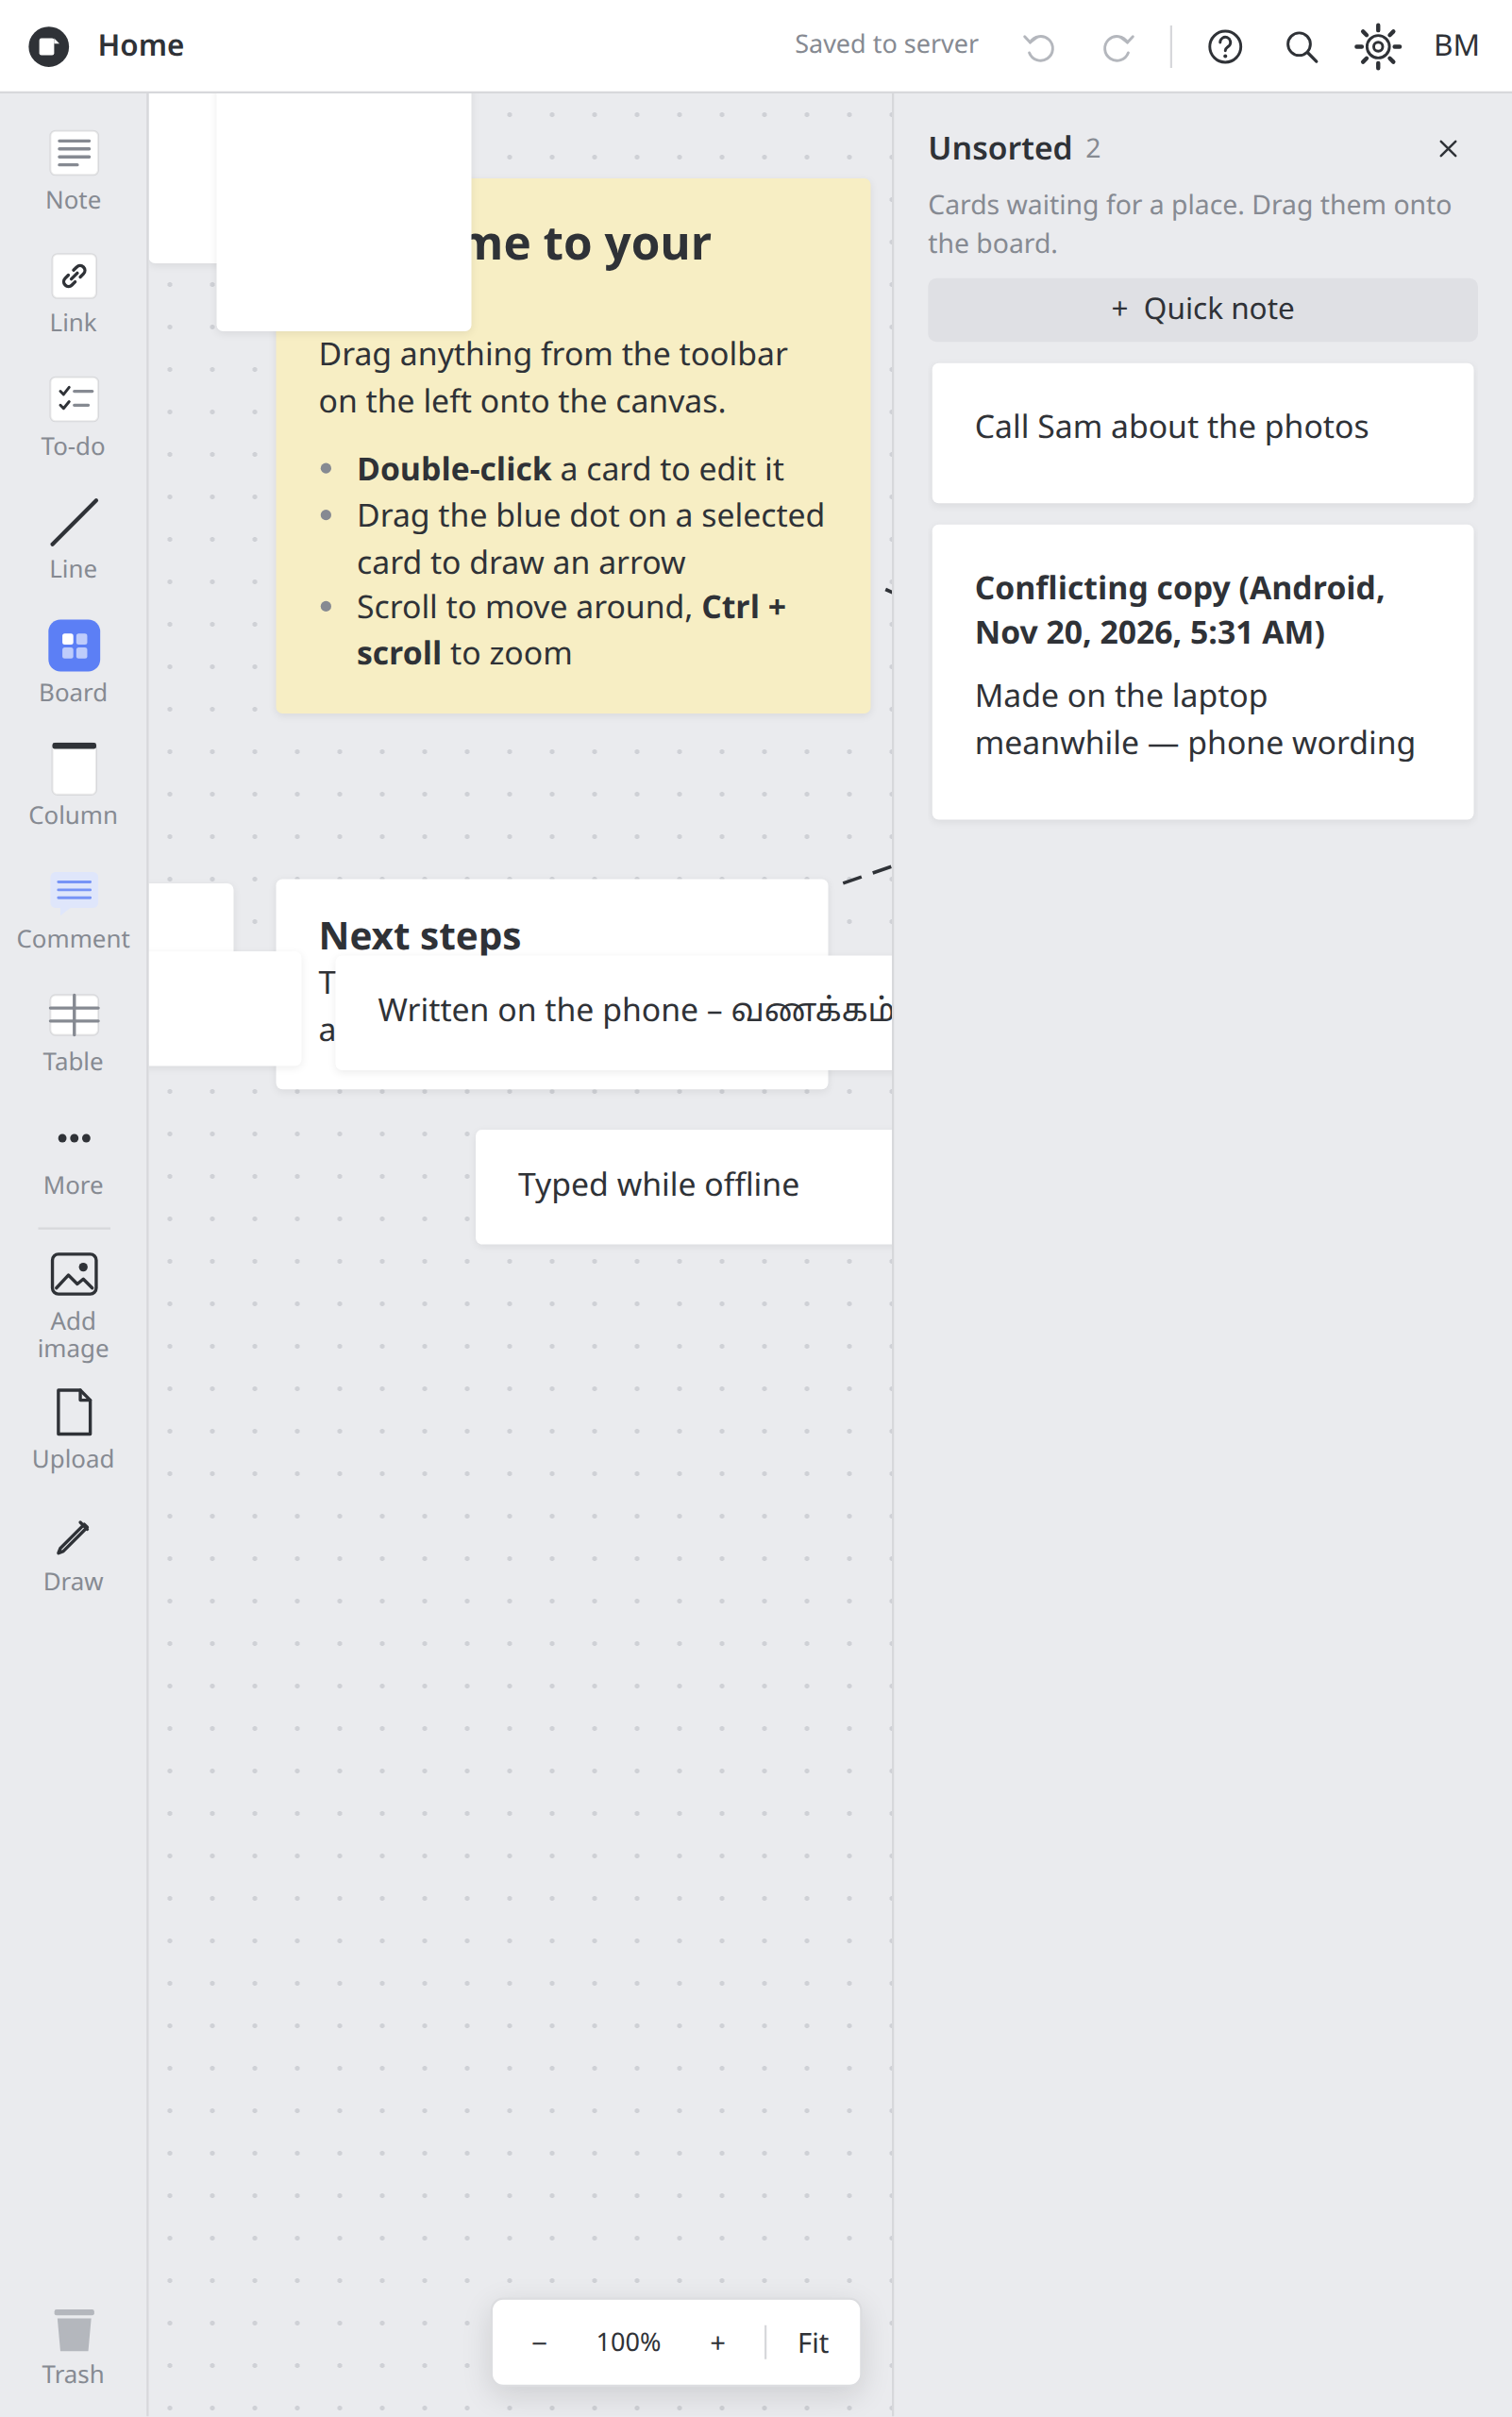 Home
Saved to server
BM
Note
Link
To-do
Line
Board
Column
Comment
Table
More
Add
image
Upload
Draw
Trash
me to your
Drag anything from the toolbar
on the left onto the canvas.
Double-click a card to edit it
Drag the blue dot on a selected
card to draw an arrow
Scroll to move around, Ctrl +
scroll to zoom
Next steps
T
a
Written on the phone – வணக்கம்
Typed while offline
− 100% + Fit
Unsorted 2
Cards waiting for a place. Drag them onto
the board.
+ Quick note
Call Sam about the photos
Conflicting copy (Android,
Nov 20, 2026, 5:31 AM)
Made on the laptop
meanwhile — phone wording